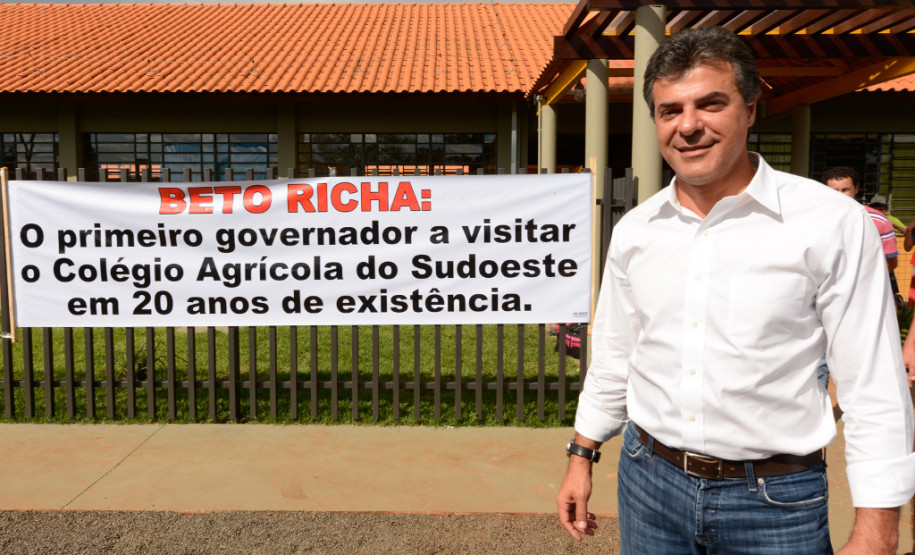 BETO RICHA:
O primeiro governador a visitar
o Colégio Agrícola do Sudoeste
em 20 anos de existência.